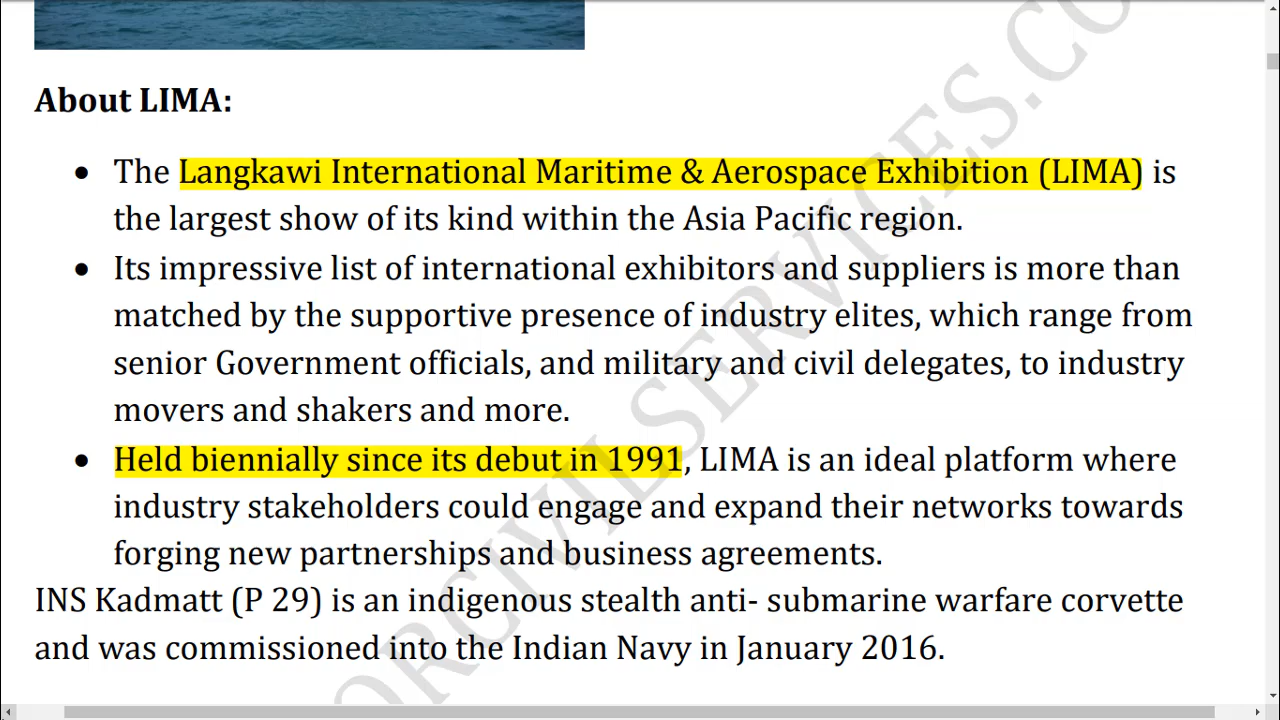 About LIMA:
• The Langkawi International Maritime & Aerospace Exhibition (LIMA) is
the largest show of its kind within the Asia Pacific region.
• Its impressive list of international exhibitors and suppliers is more than
matched by the supportive presence of industry elites, which range from
senior Government officials, and military and civil delegates, to industry
movers and shakers and more.
• Held biennially since its debut in 1991, LIMA is an ideal platform where
industry stakeholders could engage and expand their networks towards
forging new partnerships and business agreements.
INS Kadmatt (P 29) is an indigenous stealth anti- submarine warfare corvette
and was commissioned into the Indian Navy in January 2016.
ORCIVILSERVICES.CO